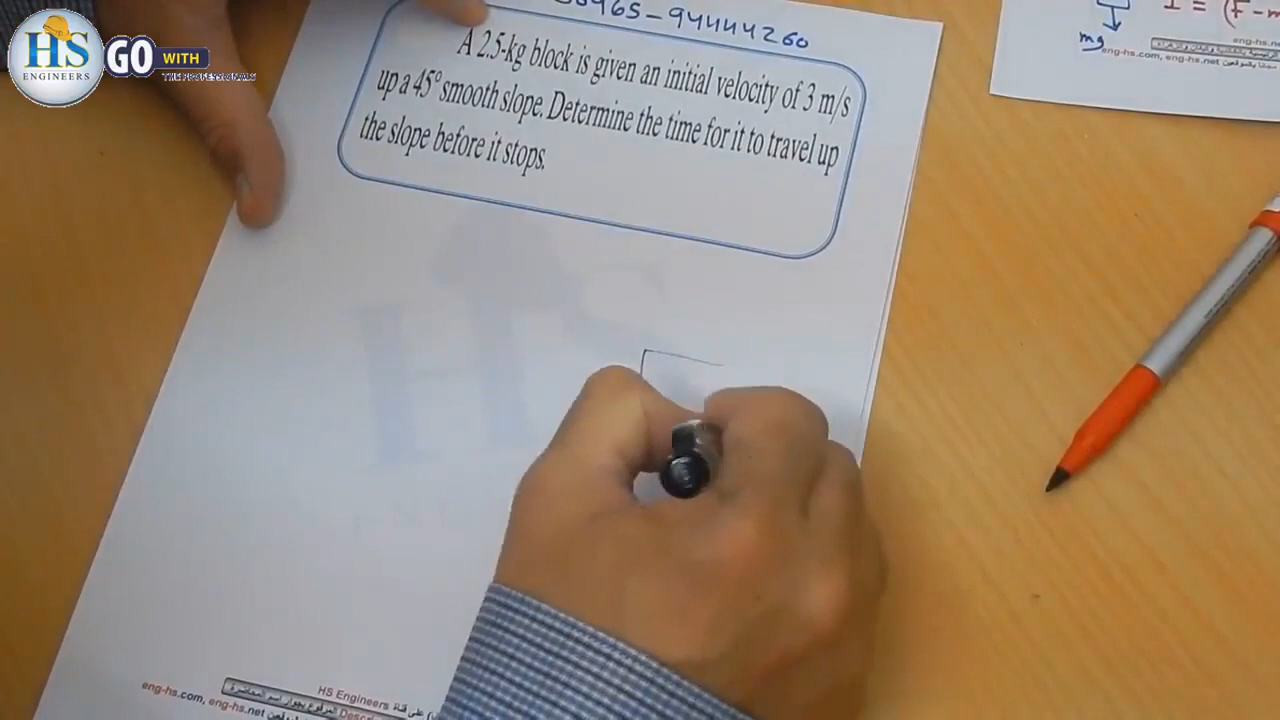 HS
ENGINEERS
GO WITH
THE PROFESSIONALS
-94444260
A 2.5-kg block is given an initial velocity of 3 m/s
up a 45° smooth slope. Determine the time for it to travel up
the slope before it stops.
mg
eng-hs.com, eng-hs.net
HS Engineers
eng-hs.com, eng-hs.net